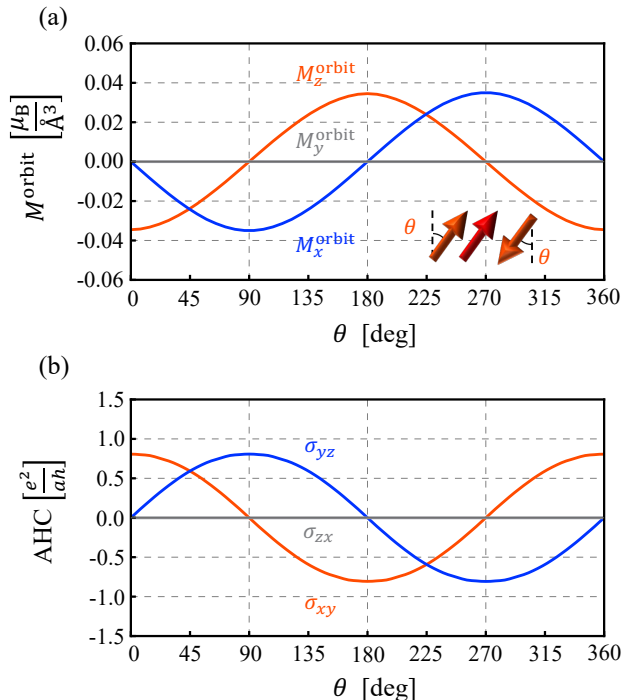 (a)
M^orbit [μ_B/Å³]
0.06
0.04
0.02
0.00
-0.02
-0.04
-0.06
M_z^orbit
M_y^orbit
M_x^orbit
θ
θ
0 45 90 135 180 225 270 315 360
θ [deg]
(b)
AHC [e²/ah]
1.5
1.0
0.5
0.0
-0.5
-1.0
-1.5
σ_yz
σ_zx
σ_xy
0 45 90 135 180 225 270 315 360
θ [deg]